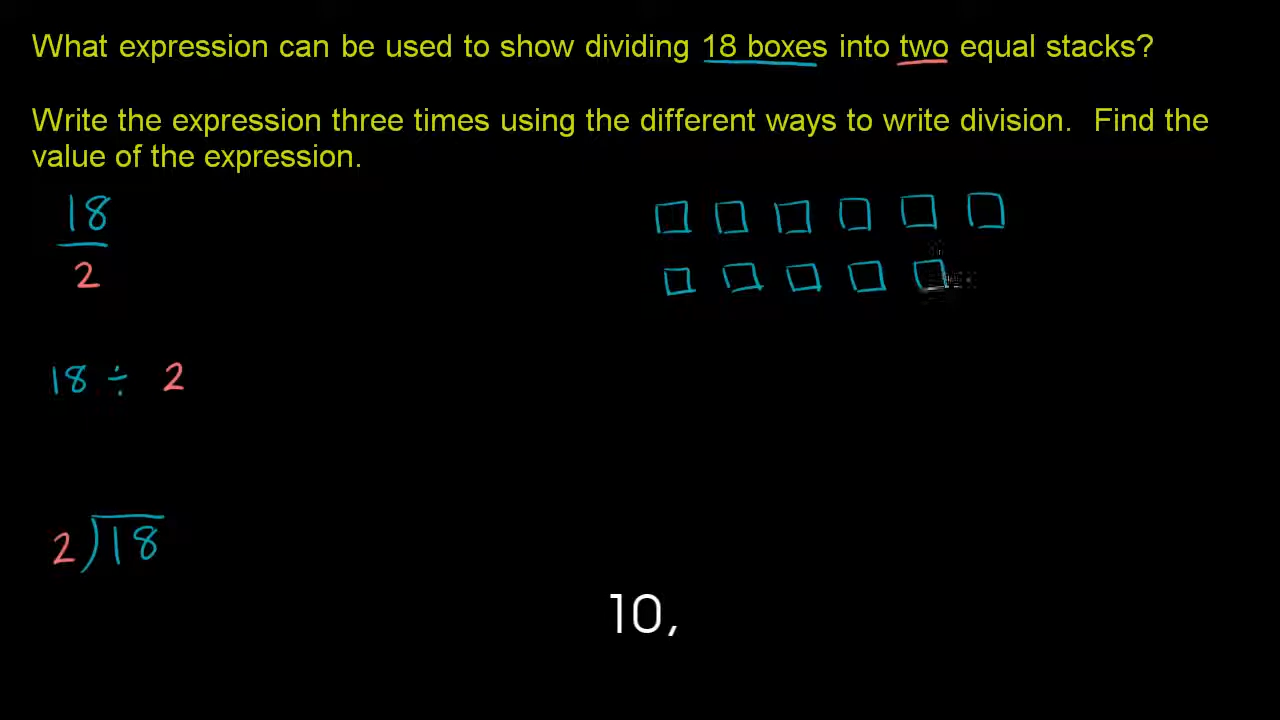 What expression can be used to show dividing 18 boxes into two equal stacks?
Write the expression three times using the different ways to write division. Find the
value of the expression.
18
2
18 ÷ 2
2)18
10,